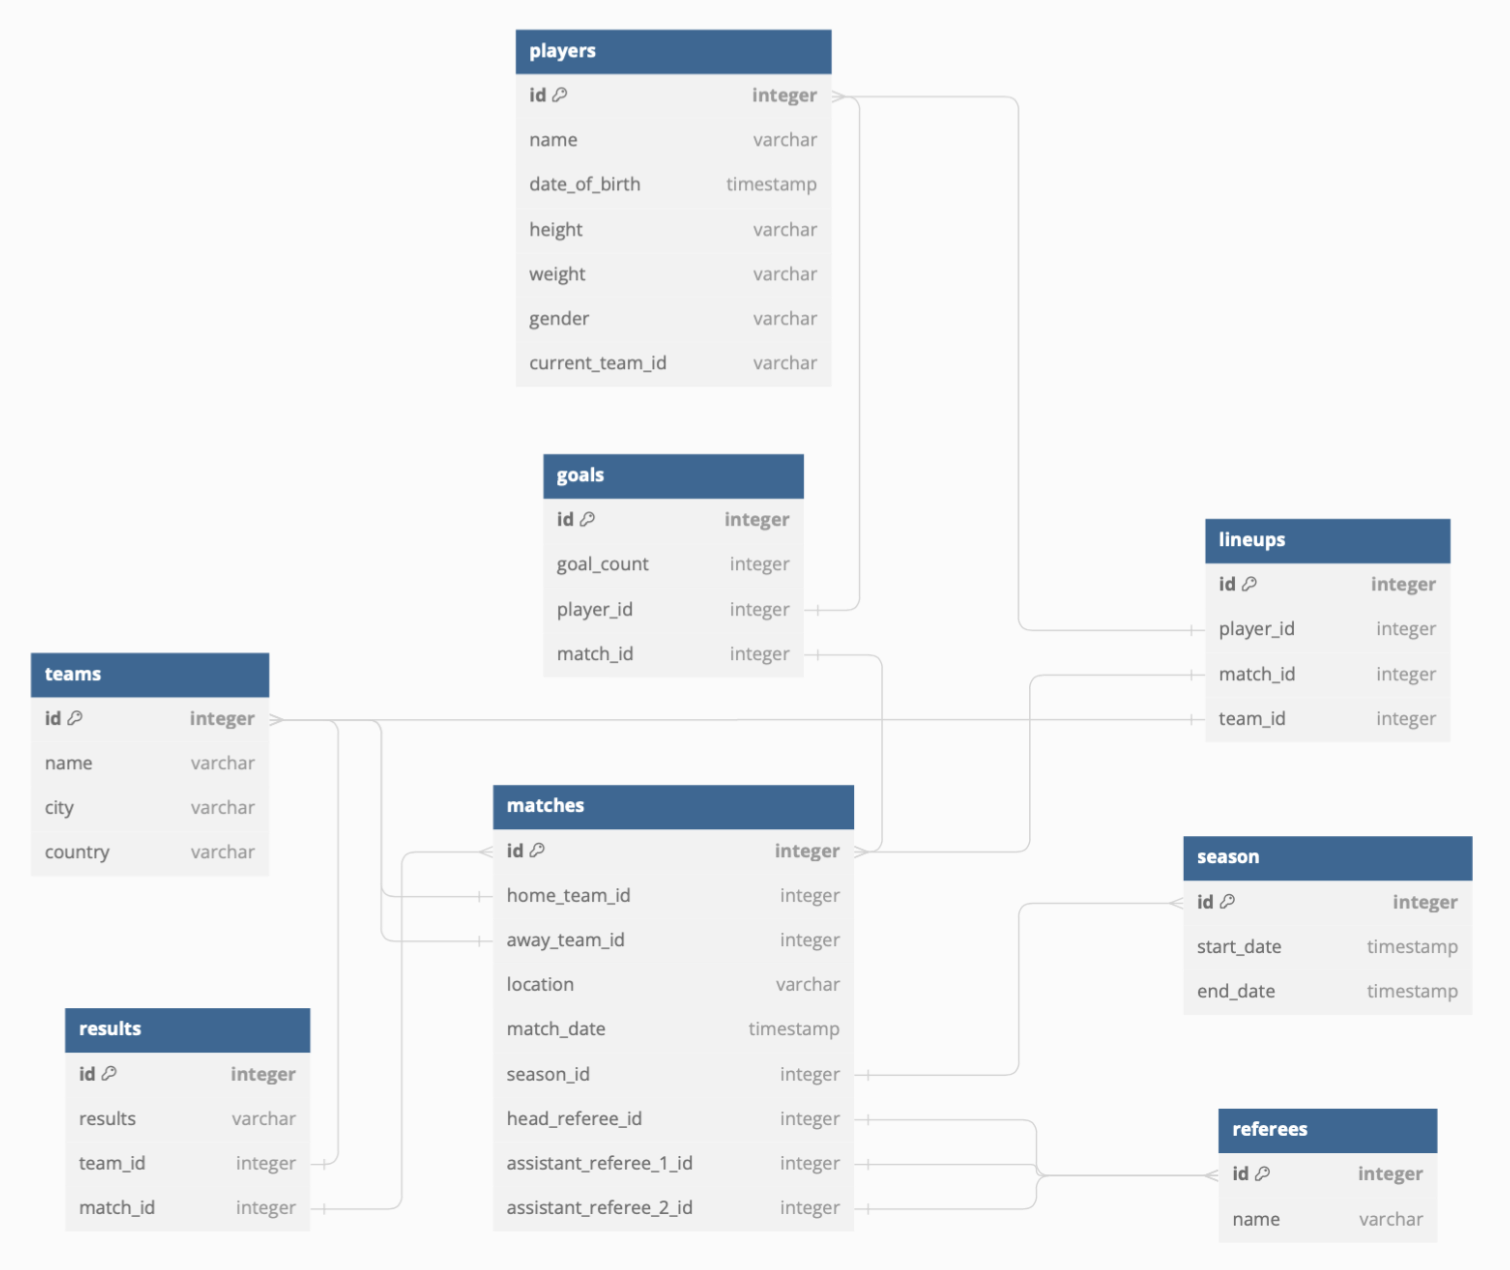 players
id integer
name varchar
date_of_birth timestamp
height varchar
weight varchar
gender varchar
current_team_id varchar
goals
id integer
goal_count integer
player_id integer
match_id integer
lineups
id integer
player_id integer
match_id integer
team_id integer
teams
id integer
name varchar
city varchar
country varchar
matches
id integer
home_team_id integer
away_team_id integer
location varchar
match_date timestamp
season_id integer
head_referee_id integer
assistant_referee_1_id integer
assistant_referee_2_id integer
season
id integer
start_date timestamp
end_date timestamp
results
id integer
results varchar
team_id integer
match_id integer
referees
id integer
name varchar